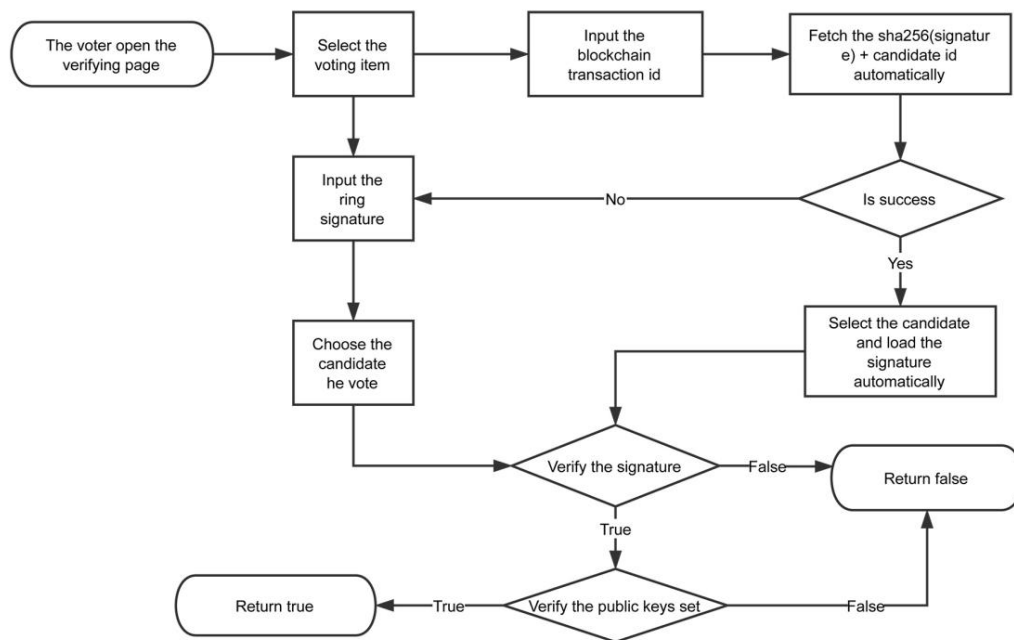 The voter open the
verifying page
Select the
voting item
Input the
blockchain
transaction id
Fetch the sha256(signatur
e) + candidate id
automatically
Input the
ring
signature
No
Is success
Yes
Choose the
candidate
he vote
Select the candidate
and load the
signature
automatically
Verify the signature
False
Return false
True
Return true
True
Verify the public keys set
False